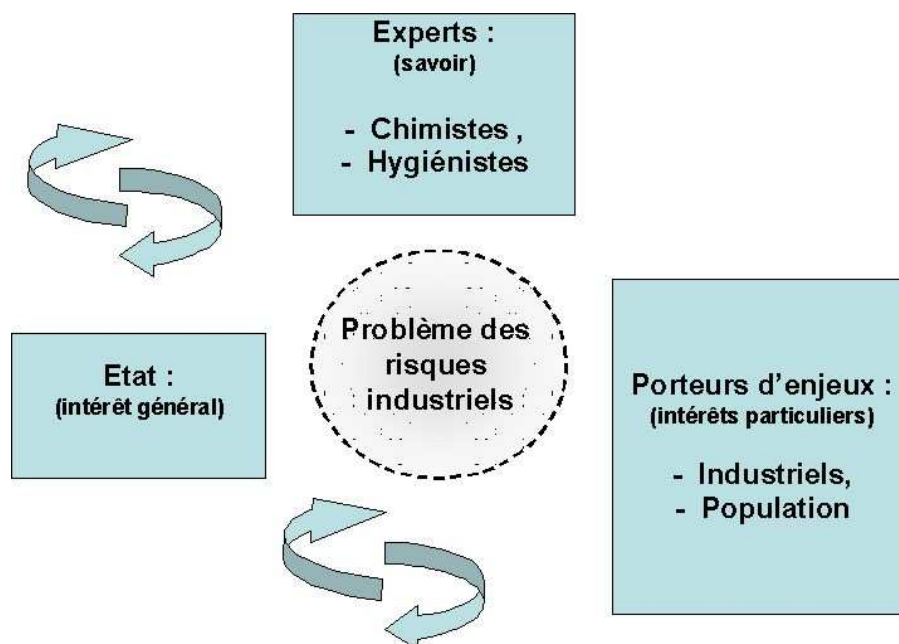 Experts :
(savoir)
- Chimistes ,
- Hygiénistes
Etat :
(intérêt général)
Problème des
risques
industriels
Porteurs d'enjeux :
(intérêts particuliers)
- Industriels,
- Population